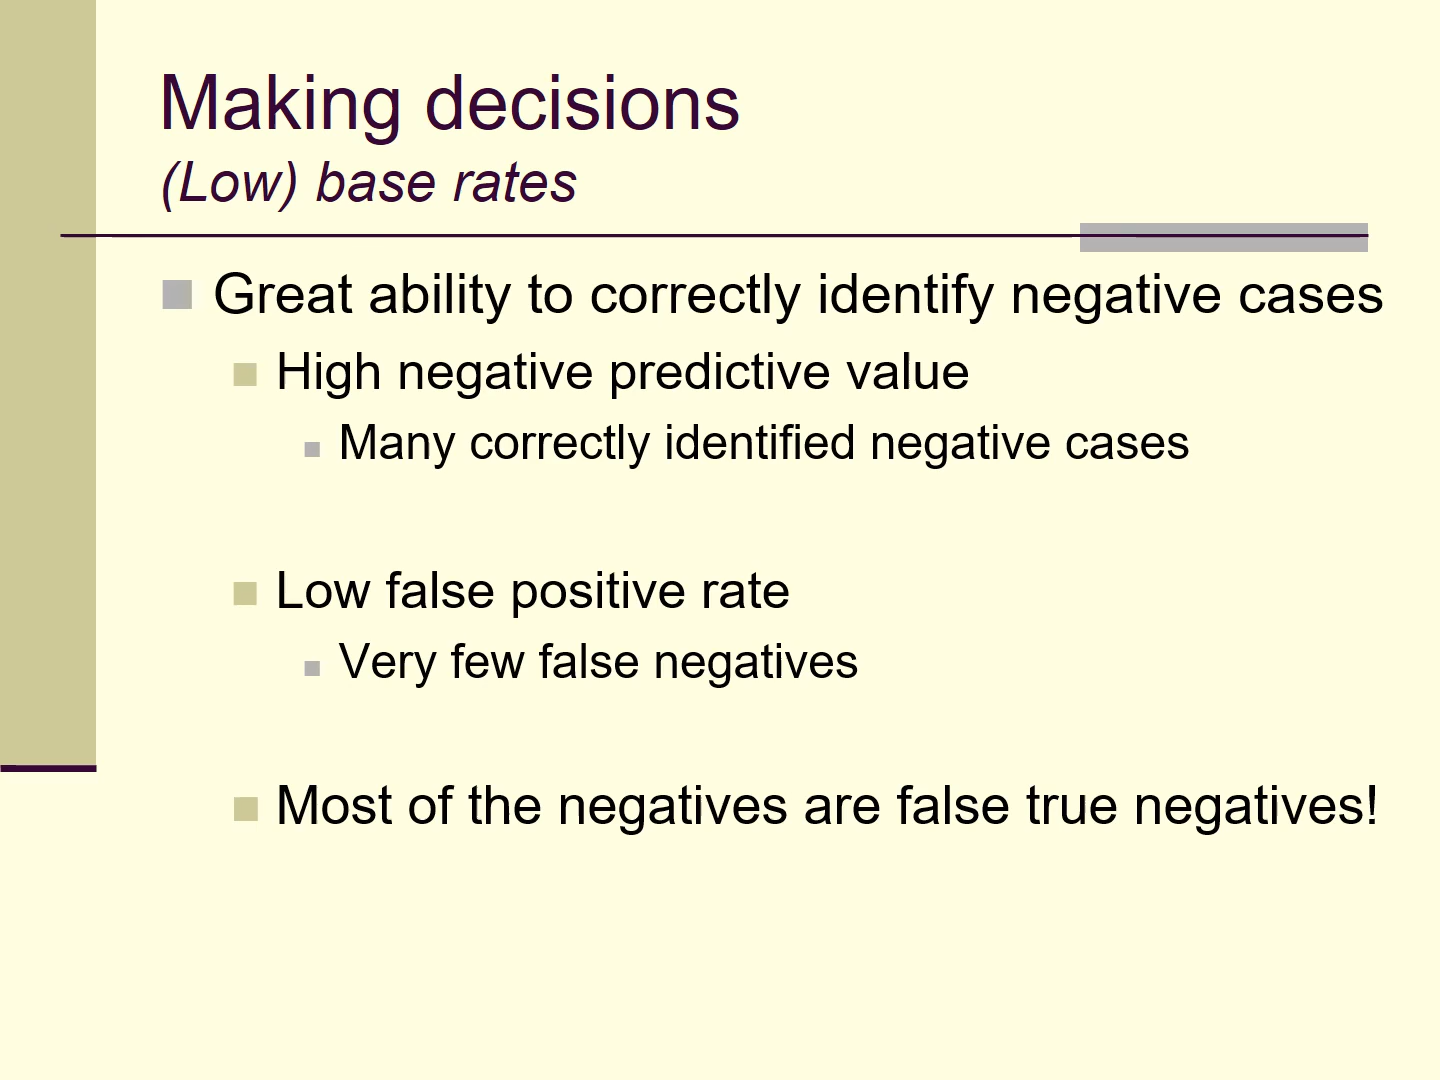 Making decisions
(Low) base rates
Great ability to correctly identify negative cases
High negative predictive value
Many correctly identified negative cases
Low false positive rate
Very few false negatives
Most of the negatives are false true negatives!